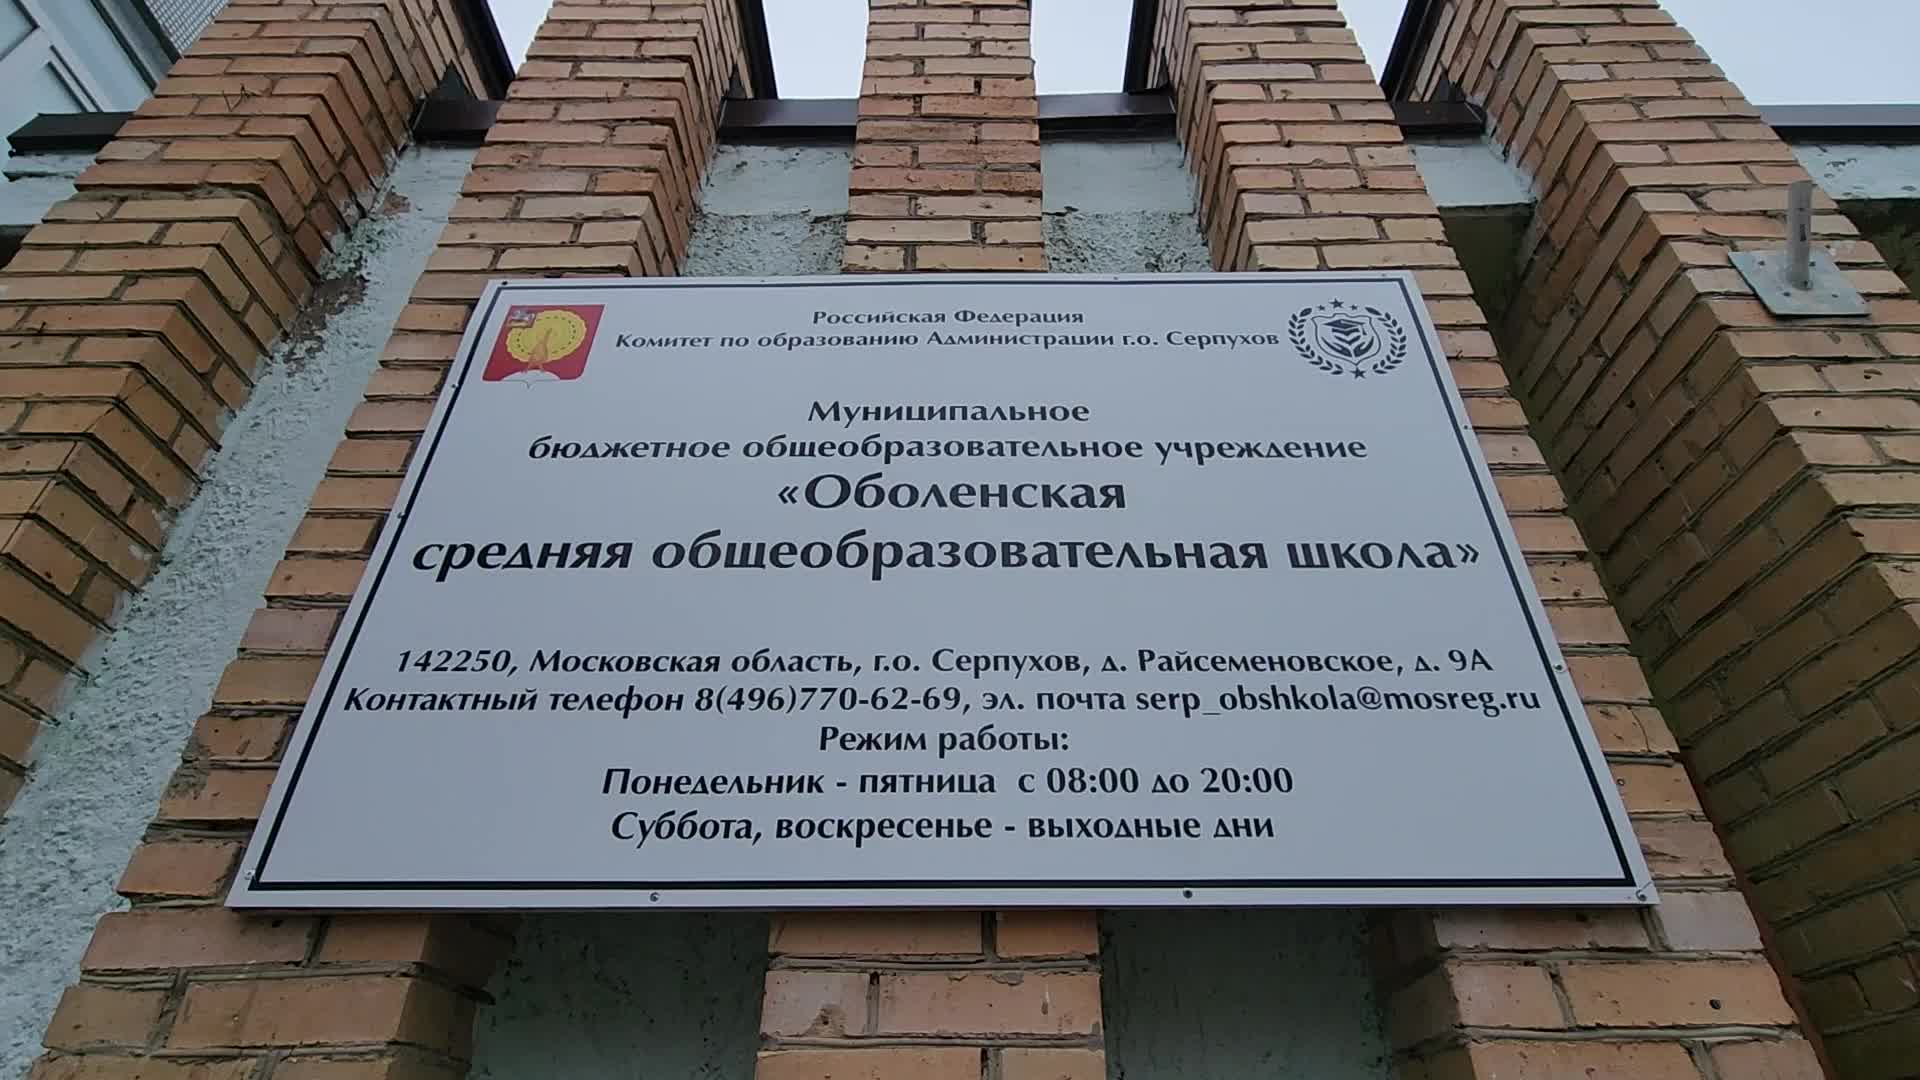 Российская Федерация
Комитет по образованию Администрации г.о. Серпухов
Муниципальное
бюджетное общеобразовательное учреждение
«Оболенская
средняя общеобразовательная школа»
142250, Московская область, г.о. Серпухов, д. Райсеменовское, д. 9А
Контактный телефон 8(496)770-62-69, эл. почта serp_obshkola@mosreg.ru
Режим работы:
Понедельник - пятница с 08:00 до 20:00
Суббота, воскресенье - выходные дни